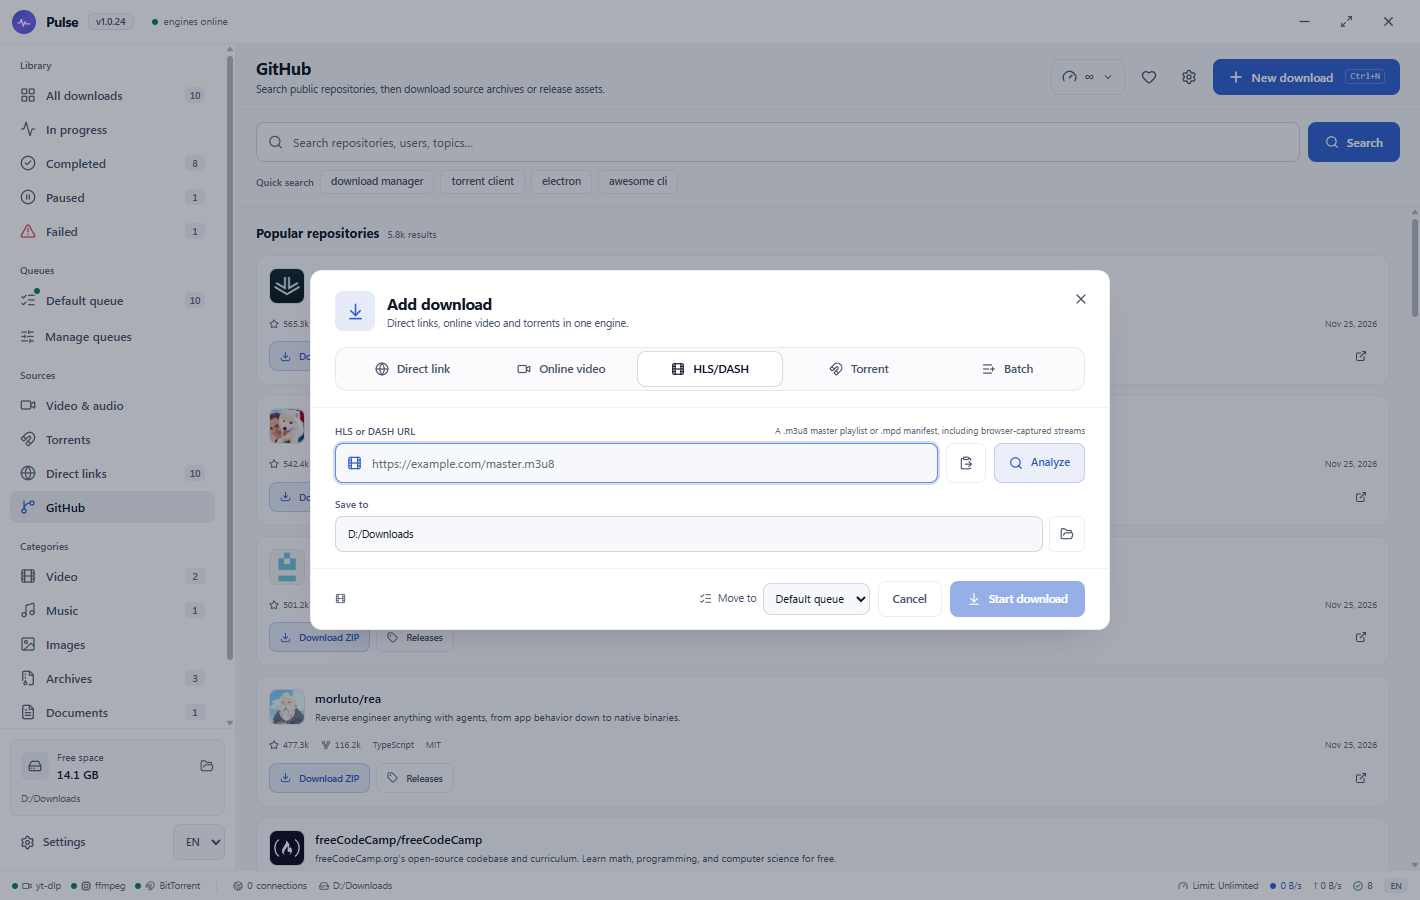 Pulse v1.0.24 engines online
Library
All downloads 10
In progress
Completed 8
Paused 1
Failed 1
Queues
Default queue 10
Manage queues
Sources
Video & audio
Torrents
Direct links 10
GitHub
Categories
Video 2
Music 1
Images
Archives 3
Documents 1
Free space
14.1 GB
D:/Downloads
Settings EN
GitHub
Search public repositories, then download source archives or release assets.
∞
New download Ctrl+N
Search repositories, users, topics...
Search
Quick search download manager torrent client electron awesome cli
Popular repositories 5.8k results
565.3k
Nov 25, 2026
542.4k
Nov 25, 2026
501.2k
Nov 25, 2026
Download ZIP Releases
morluto/rea
Reverse engineer anything with agents, from app behavior down to native binaries.
477.3k 116.2k TypeScript MIT
Nov 25, 2026
Download ZIP Releases
freeCodeCamp/freeCodeCamp
freeCodeCamp.org's open-source codebase and curriculum. Learn math, programming, and computer science for free.
Add download
Direct links, online video and torrents in one engine.
Direct link Online video HLS/DASH Torrent Batch
HLS or DASH URL
A .m3u8 master playlist or .mpd manifest, including browser-captured streams
https://example.com/master.m3u8
Analyze
Save to
D:/Downloads
Move to Default queue Cancel Start download
yt-dlp ffmpeg BitTorrent 0 connections D:/Downloads
Limit: Unlimited 0 B/s ↑ 0 B/s 8 EN